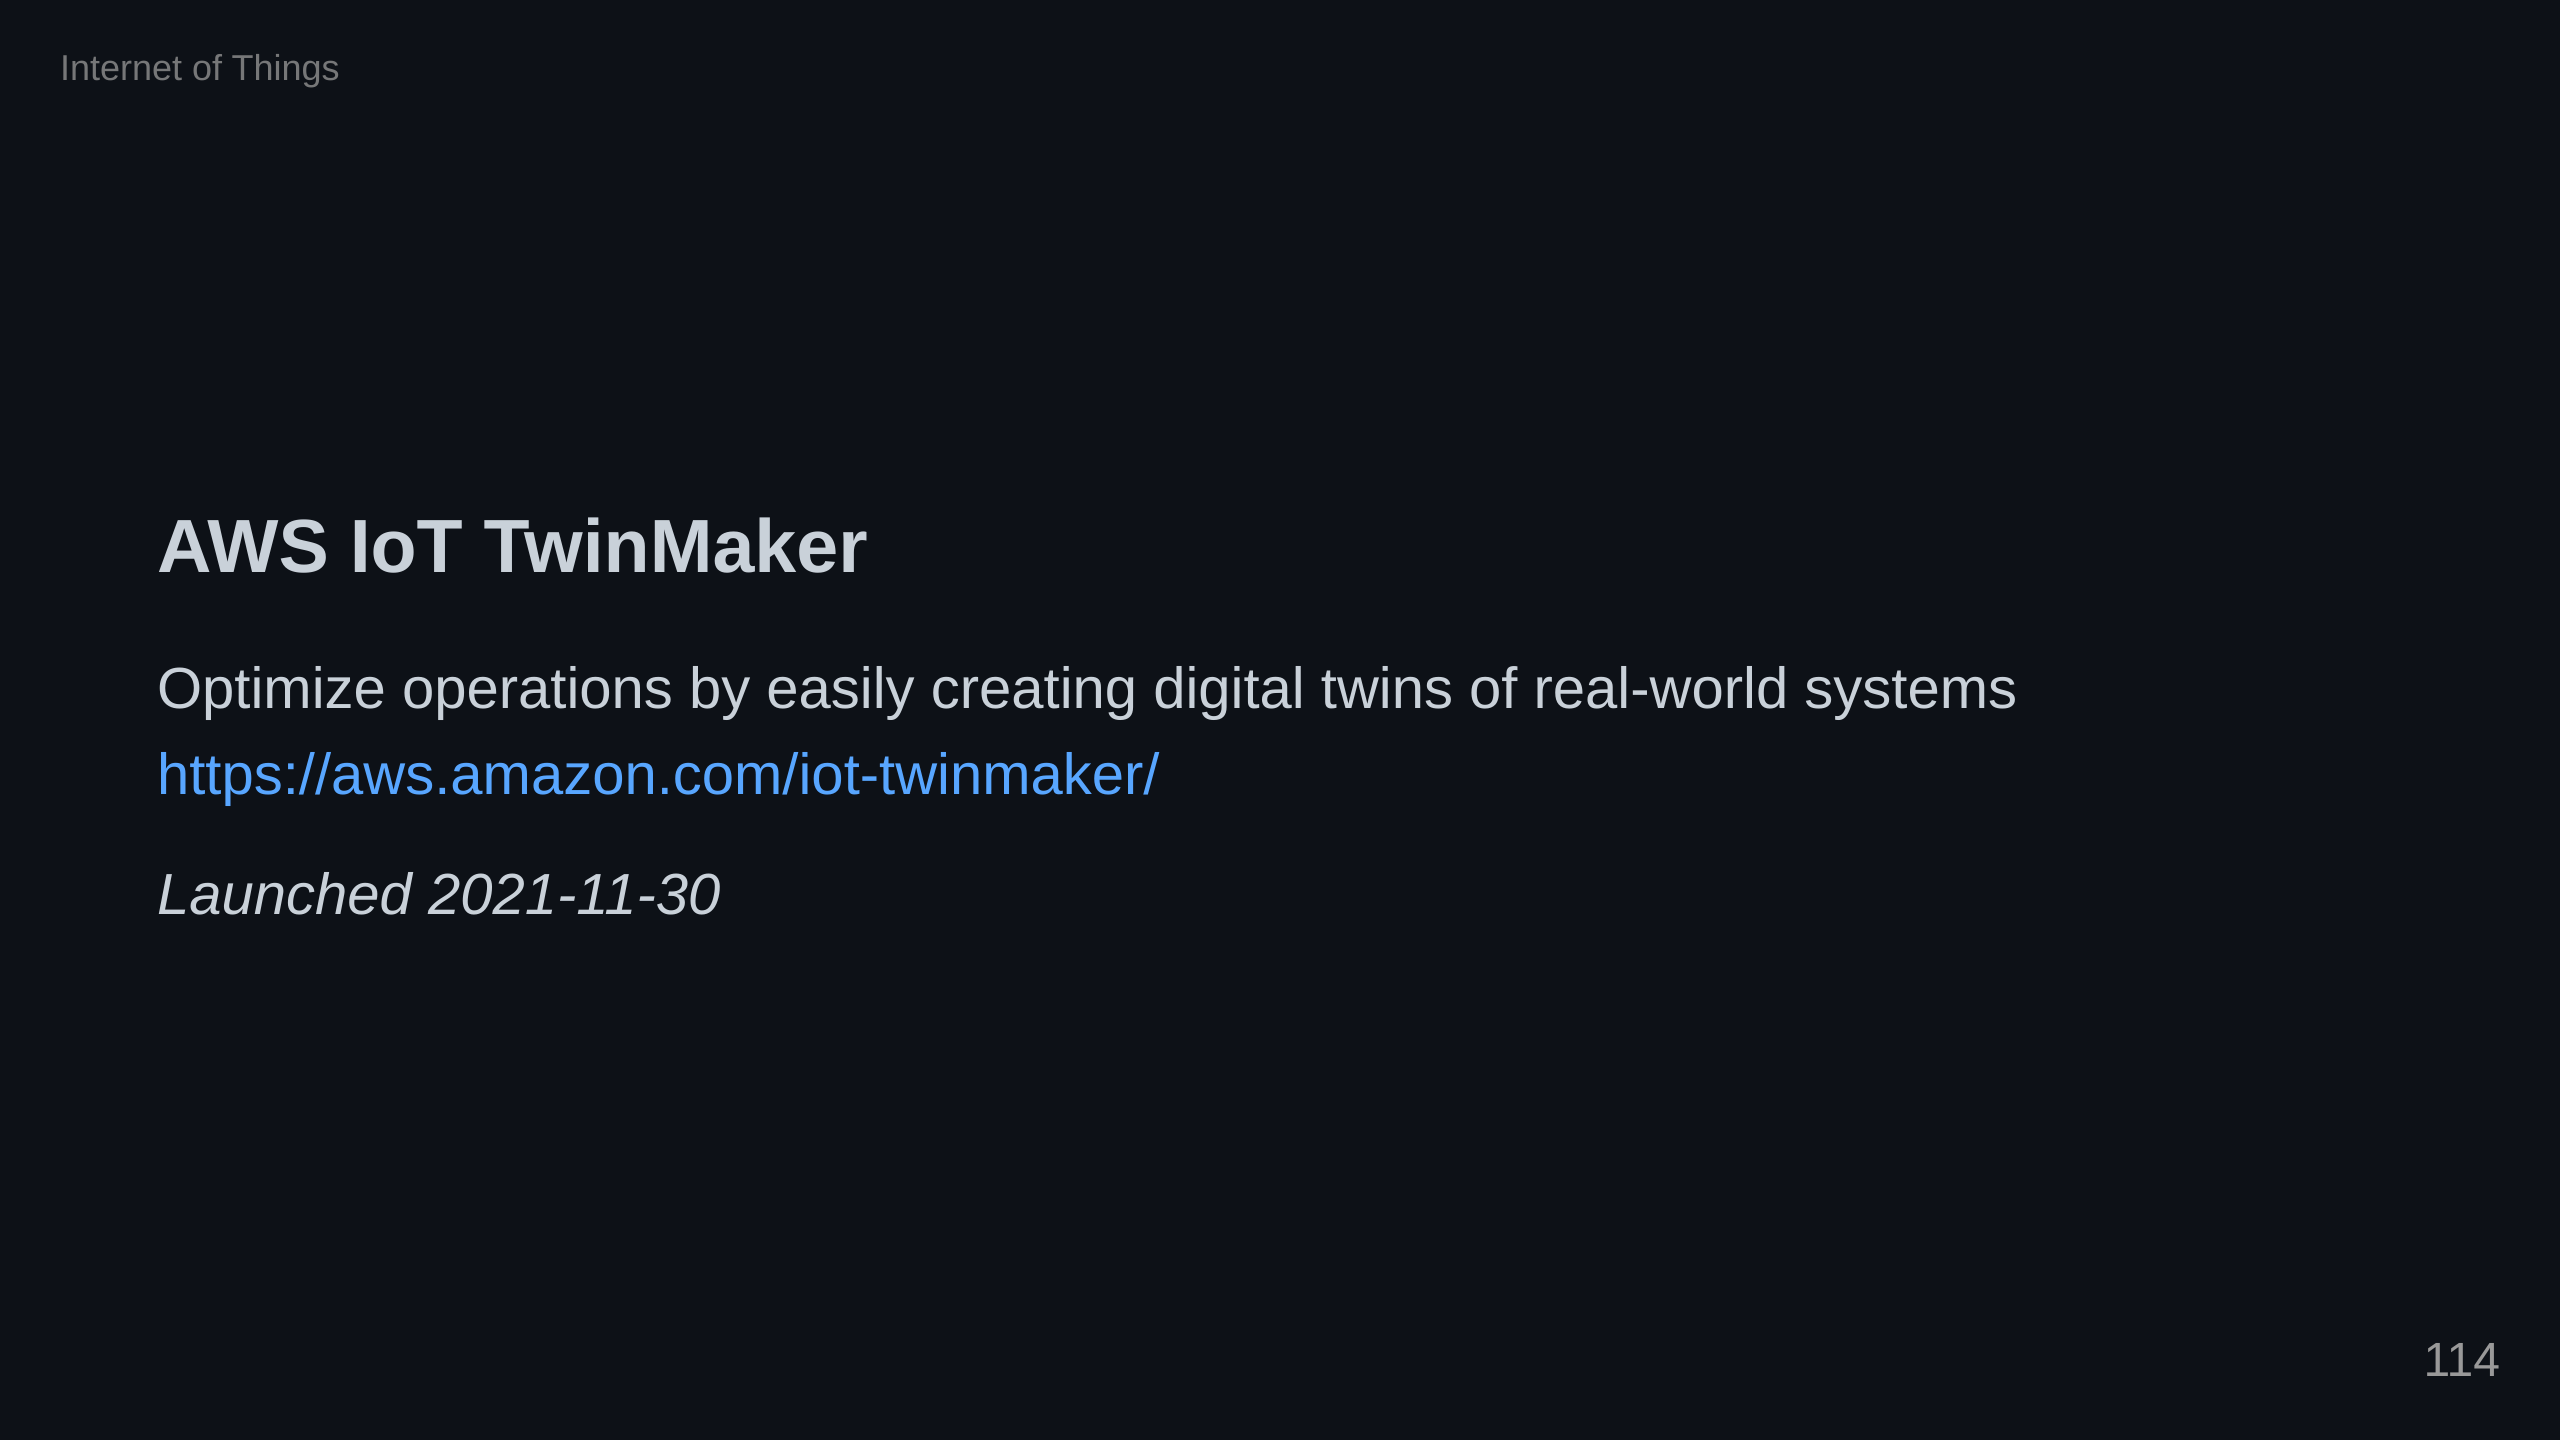 Internet of Things
AWS IoT TwinMaker
Optimize operations by easily creating digital twins of real-world systems
https://aws.amazon.com/iot-twinmaker/
Launched 2021-11-30
114